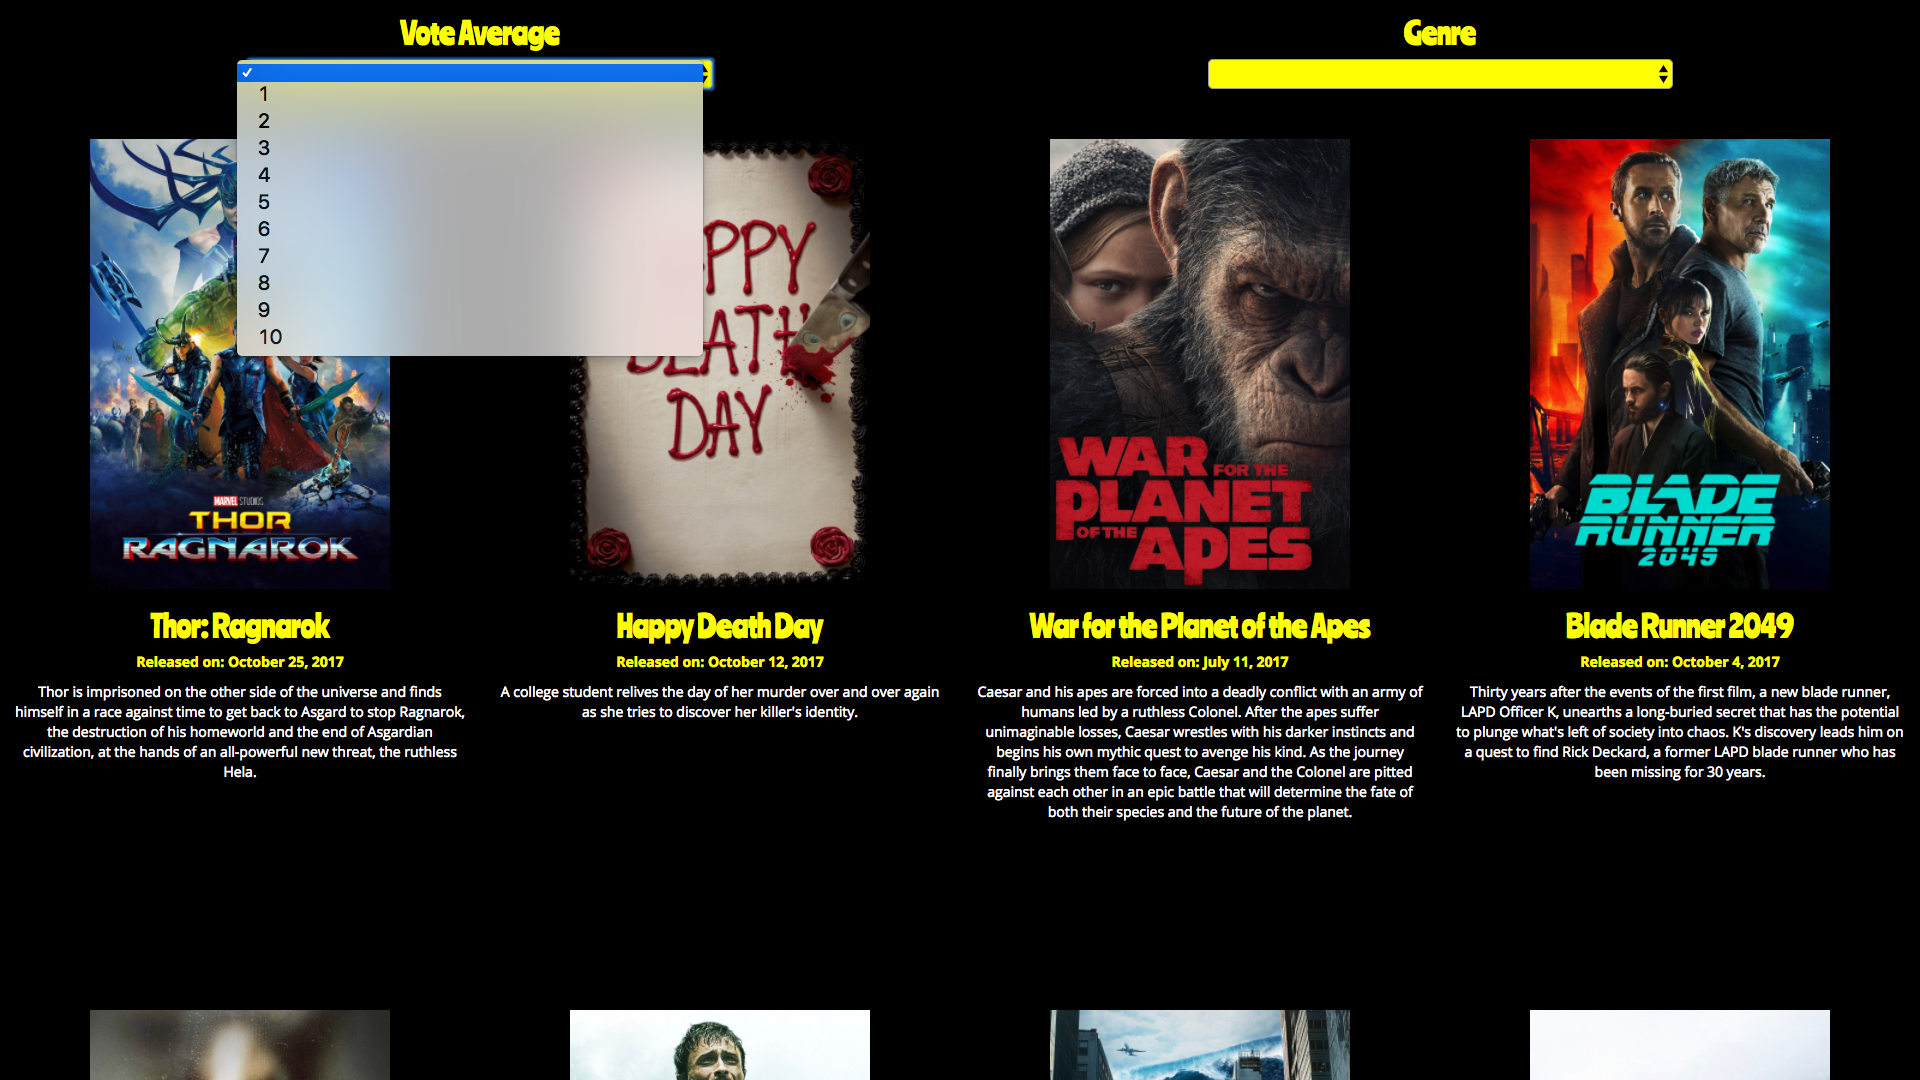 Vote Average
Genre
✓
1
2
3
4
5
6
7
8
9
10
MARVEL STUDIOS
THOR
RAGNAROK
PPY
DEATH
DAY
WAR FOR THE
PLANET
OF THE APES
BLADE
RUNNER
2049
Thor: Ragnarok
Released on: October 25, 2017
Thor is imprisoned on the other side of the universe and finds
himself in a race against time to get back to Asgard to stop Ragnarok,
the destruction of his homeworld and the end of Asgardian
civilization, at the hands of an all-powerful new threat, the ruthless
Hela.
Happy Death Day
Released on: October 12, 2017
A college student relives the day of her murder over and over again
as she tries to discover her killer's identity.
War for the Planet of the Apes
Released on: July 11, 2017
Caesar and his apes are forced into a deadly conflict with an army of
humans led by a ruthless Colonel. After the apes suffer
unimaginable losses, Caesar wrestles with his darker instincts and
begins his own mythic quest to avenge his kind. As the journey
finally brings them face to face, Caesar and the Colonel are pitted
against each other in an epic battle that will determine the fate of
both their species and the future of the planet.
Blade Runner 2049
Released on: October 4, 2017
Thirty years after the events of the first film, a new blade runner,
LAPD Officer K, unearths a long-buried secret that has the potential
to plunge what's left of society into chaos. K's discovery leads him on
a quest to find Rick Deckard, a former LAPD blade runner who has
been missing for 30 years.